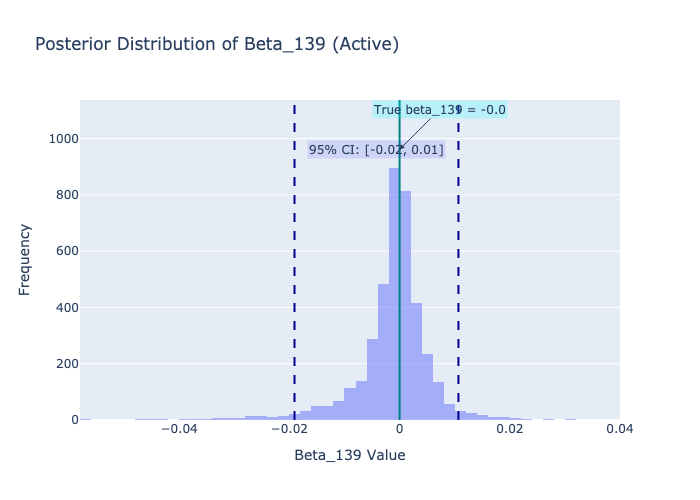 Posterior Distribution of Beta_139 (Active)
True beta_139 = -0.0
95% CI: [-0.02, 0.01]
1000
800
600
400
200
0
Frequency
−0.04
−0.02
0
0.02
0.04
Beta_139 Value